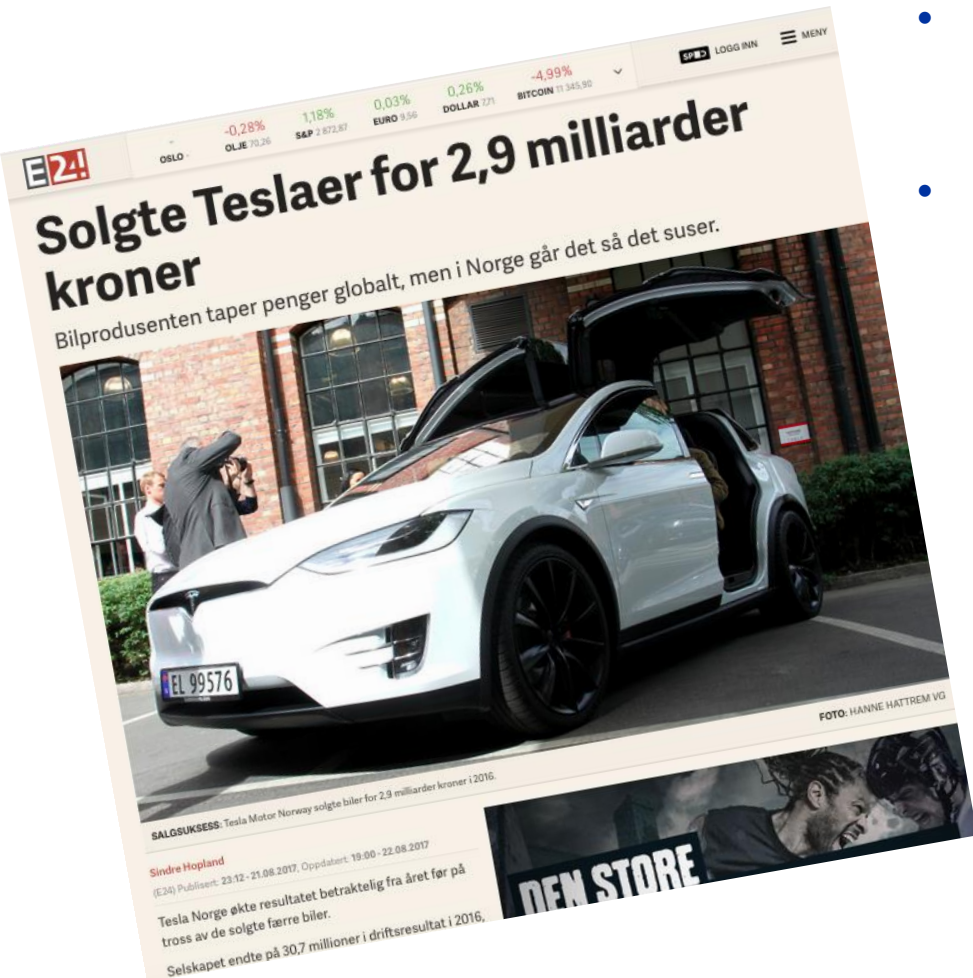 LOGG INN
MENY
E24!
OSLO -
-0,28%
OLJE 70,26
1,18%
S&P 2 872,87
0,03%
EURO 9,56
0,26%
DOLLAR 7,71
-4,99%
BITCOIN 11 345,90
Solgte Teslaer for 2,9 milliarder
kroner
Bilprodusenten taper penger globalt, men i Norge går det så det suser.
EL 99576
FOTO: HANNE HATTREM VG
SALGSUKSESS: Tesla Motor Norway solgte biler for 2,9 milliarder kroner i 2016.
Sindre Hopland
(E24) Publisert: 23:12 - 21.08.2017, Oppdatert: 19:00 - 22.08.2017
Tesla Norge økte resultatet betraktelig fra året før på
tross av de solgte færre biler.
Selskapet endte på 30,7 millioner i driftsresultat i 2016,
DEN STORE